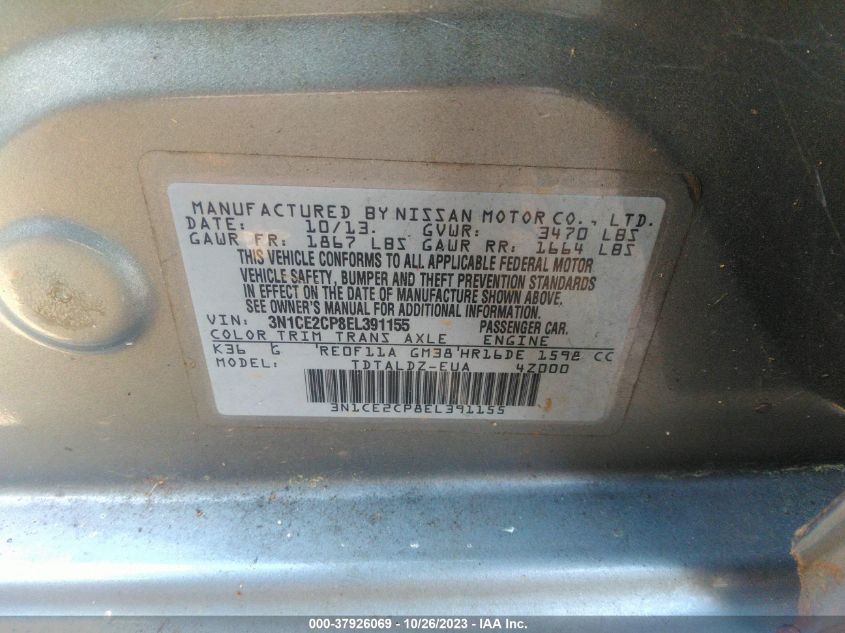 MANUFACTURED BY NISSAN MOTOR CO., LTD.
DATE: 10/13. GVWR: 3470 LBS
GAWR FR: 1867 LBS GAWR RR: 1664 LBS
THIS VEHICLE CONFORMS TO ALL APPLICABLE FEDERAL MOTOR
VEHICLE SAFETY, BUMPER AND THEFT PREVENTION STANDARDS
IN EFFECT ON THE DATE OF MANUFACTURE SHOWN ABOVE.
SEE OWNER'S MANUAL FOR ADDITIONAL INFORMATION.
VIN: 3N1CE2CP8EL391155 PASSENGER CAR.
COLOR TRIM TRANS AXLE ENGINE
K36 G RE0F11A GM38 HR16DE 1598 CC
MODEL: TDTALDZ-EUA 4Z000
3N1CE2CP8EL391155
000-37926069 - 10/26/2023 - IAA Inc.